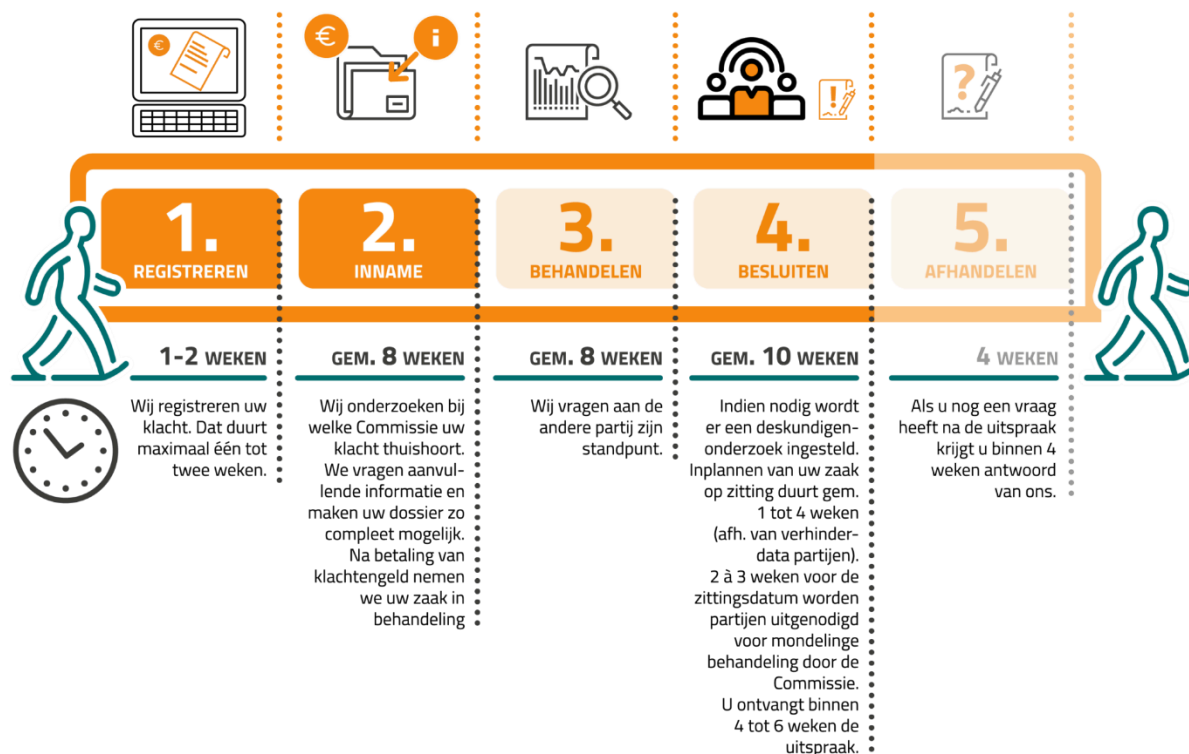 €
€
i
!
?
1.
REGISTREREN
2.
INNAME
3.
BEHANDELEN
4.
BESLUITEN
5.
AFHANDELEN
1-2 WEKEN
Wij registreren uw
klacht. Dat duurt
maximaal één tot
twee weken.
GEM. 8 WEKEN
Wij onderzoeken bij
welke Commissie uw
klacht thuishoort.
We vragen aanvul-
lende informatie en
maken uw dossier zo
compleet mogelijk.
Na betaling van
klachtengeld nemen
we uw zaak in
behandeling
GEM. 8 WEKEN
Wij vragen aan de
andere partij zijn
standpunt.
GEM. 10 WEKEN
Indien nodig wordt
er een deskundigen-
onderzoek ingesteld.
Inplannen van uw zaak
op zitting duurt gem.
1 tot 4 weken
(afh. van verhinder-
data partijen).
2 à 3 weken voor de
zittingsdatum worden
partijen uitgenodigd
voor mondelinge
behandeling door de
Commissie.
U ontvangt binnen
4 tot 6 weken de
uitspraak.
4 WEKEN
Als u nog een vraag
heeft na de uitspraak
krijgt u binnen 4
weken antwoord
van ons.